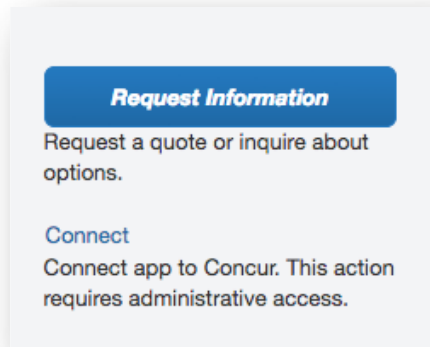 Request Information
Request a quote or inquire about
options.
Connect
Connect app to Concur. This action
requires administrative access.